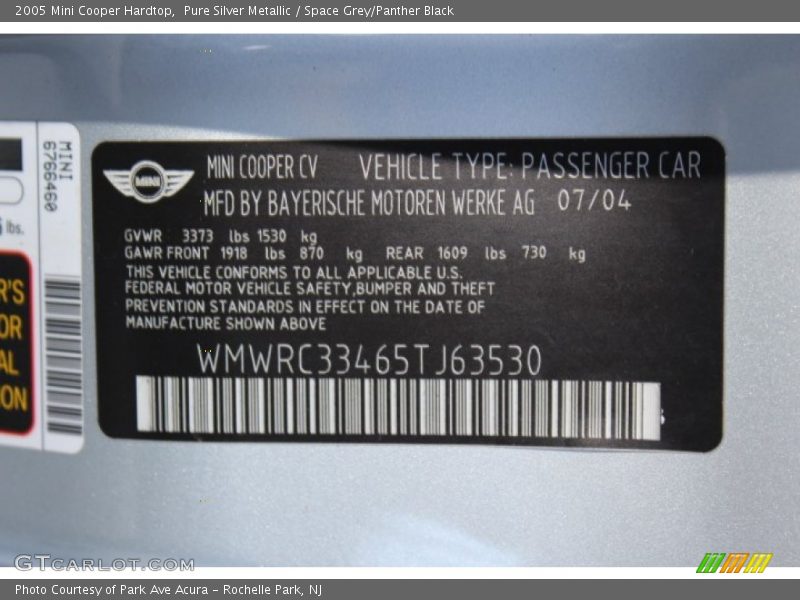 2005 Mini Cooper Hardtop,  Pure Silver Metallic / Space Grey/Panther Black
MINI
6766460
lbs.
R'S
OR
AL
ON
MINI
MINI COOPER CV VEHICLE TYPE: PASSENGER CAR
MFD BY BAYERISCHE MOTOREN WERKE AG 07/04
GVWR 3373 lbs 1530 kg
GAWR FRONT 1918 lbs 870 kg REAR 1609 lbs 730 kg
THIS VEHICLE CONFORMS TO ALL APPLICABLE U.S.
FEDERAL MOTOR VEHICLE SAFETY,BUMPER AND THEFT
PREVENTION STANDARDS IN EFFECT ON THE DATE OF
MANUFACTURE SHOWN ABOVE
WMWRC33465TJ63530
GTCARLOT.COM
Photo Courtesy of Park Ave Acura – Rochelle Park, NJ